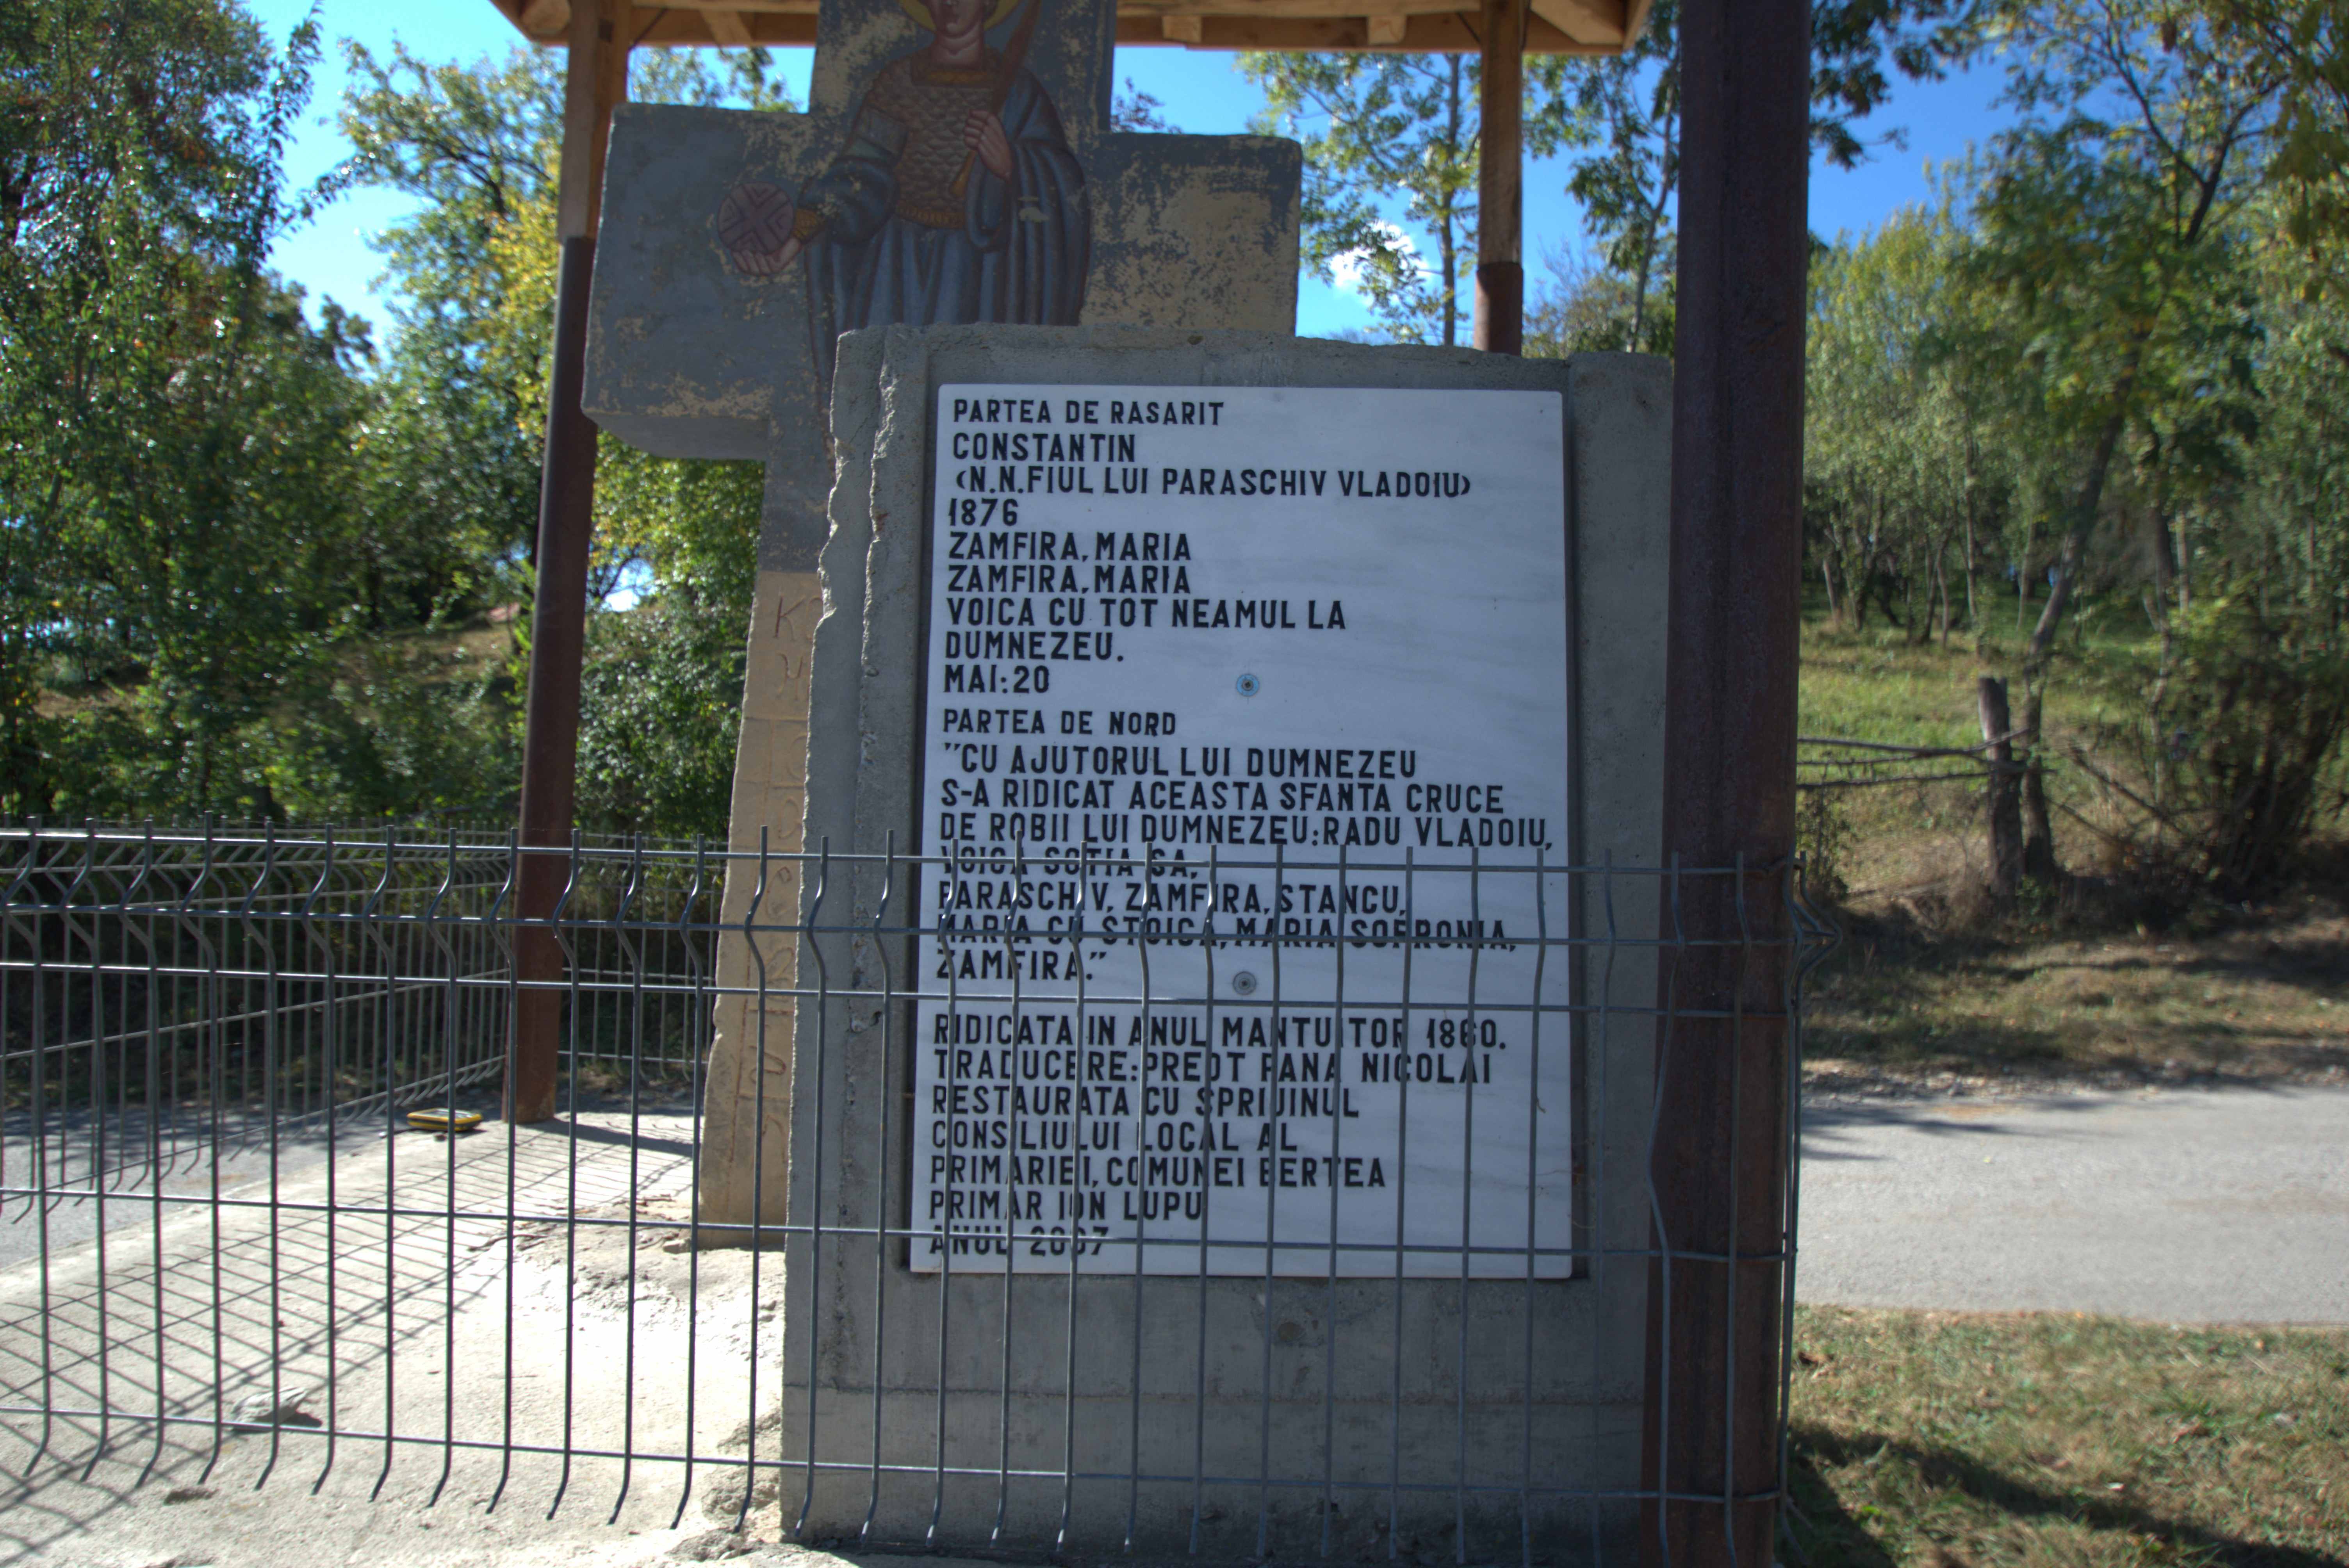 PARTEA DE RASARIT
CONSTANTIN
(N.N.FIUL LUI PARASCHIV VLADOIU)
1876
ZAMFIRA, MARIA
ZAMFIRA, MARIA
VOICA CU TOT NEAMUL LA
DUMNEZEU.
MAI:20
PARTEA DE NORD
"CU AJUTORUL LUI DUMNEZEU
S-A RIDICAT ACEASTA SFANTA CRUCE
DE ROBII LUI DUMNEZEU:RADU VLADOIU,
VOICA SOTIA SA,
PARASCHIV, ZAMFIRA, STANCU,
MARIA CU STOICA, MARIA SOFRONIA,
ZAMFIRA."
RIDICATA IN ANUL MANTUITOR 1860.
TRADUCERE:PREOT PANA NICOLAI
RESTAURATA CU SPRIJINUL
CONSILIULUI LOCAL AL
PRIMARIEI, COMUNEI BERTEA
PRIMAR ION LUPU
ANUL 2007